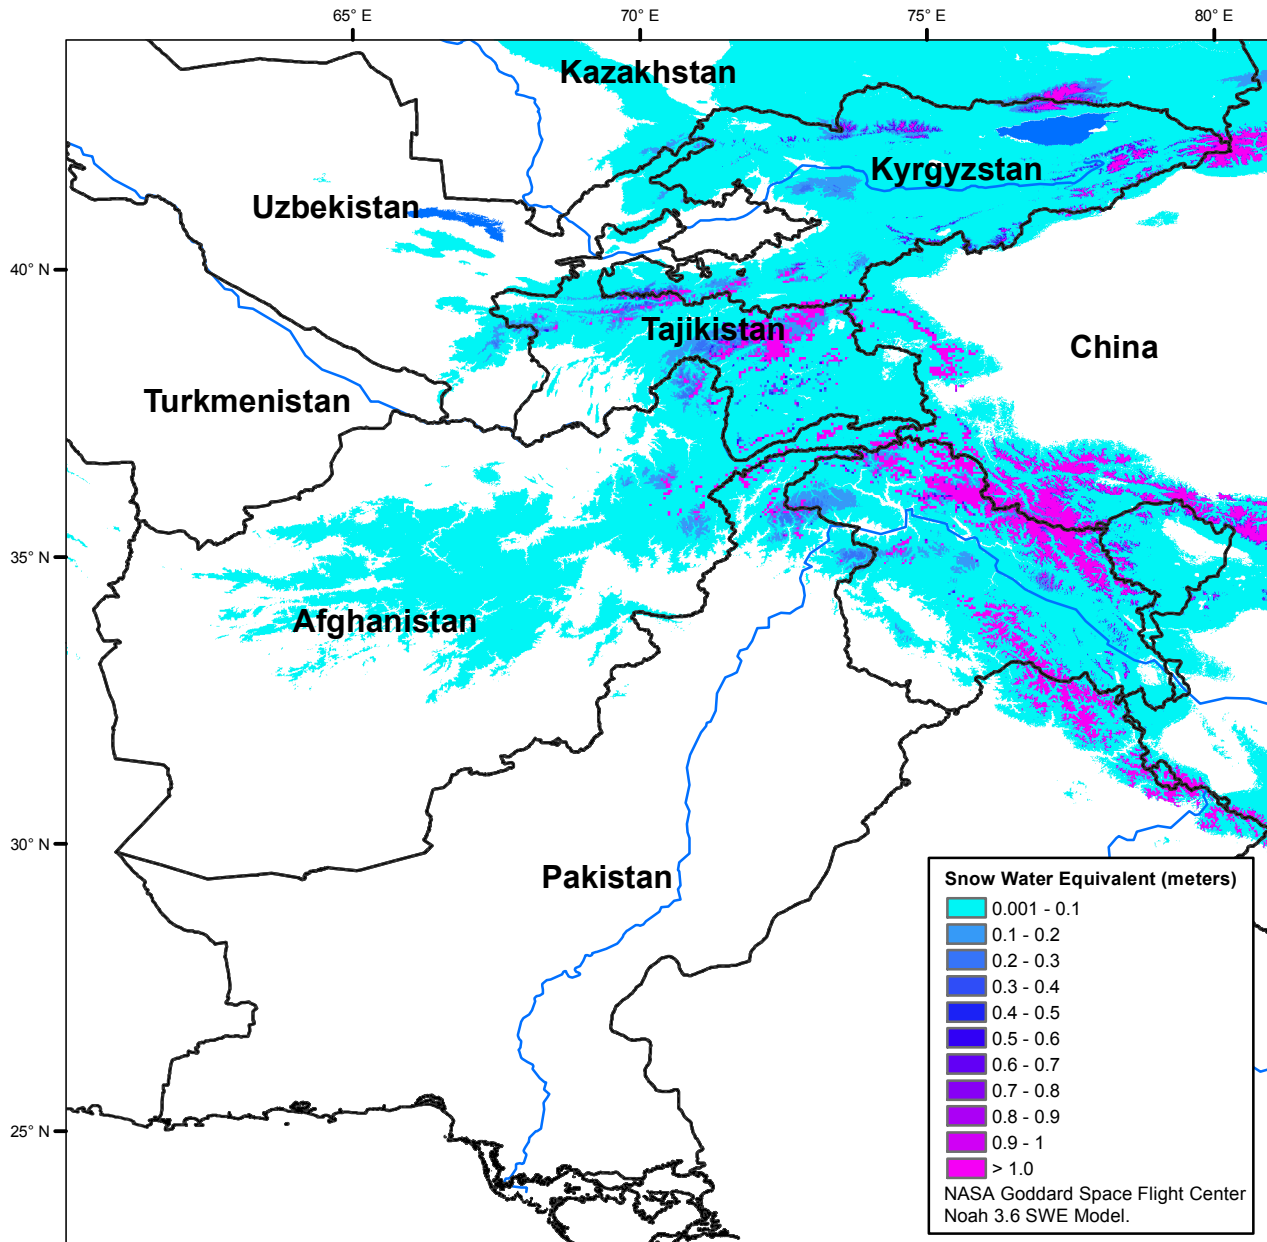 65° E
70° E
75° E
80° E
Kazakhstan
Kyrgyzstan
Uzbekistan
40° N
Tajikistan
China
Turkmenistan
35° N
Afghanistan
30° N
Pakistan
Snow Water Equivalent (meters)
0.001 - 0.1
0.1 - 0.2
0.2 - 0.3
0.3 - 0.4
0.4 - 0.5
0.5 - 0.6
0.6 - 0.7
0.7 - 0.8
0.8 - 0.9
0.9 - 1
> 1.0
25° N
NASA Goddard Space Flight Center
Noah 3.6 SWE Model.